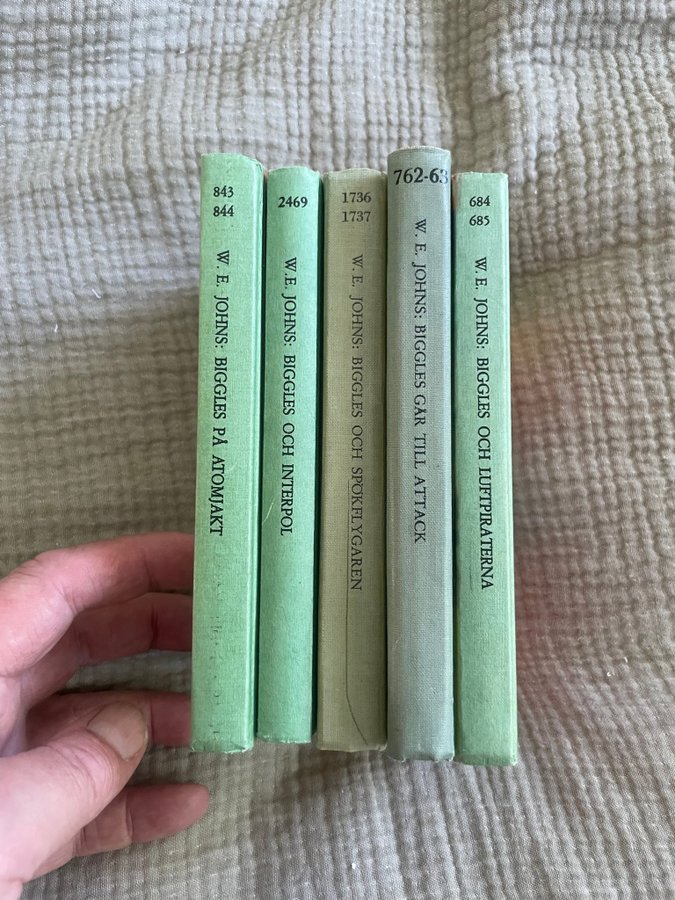 843
844
W. E. JOHNS: BIGGLES PÅ ATOMJAKT
2469
W. E. JOHNS: BIGGLES OCH INTERPOL
1736
1737
W. E. JOHNS: BIGGLES OCH SPÖKFLYGAREN
762-63
W. E. JOHNS: BIGGLES GÅR TILL ATTACK
684
685
W. E. JOHNS: BIGGLES OCH LUFTPIRATERNA